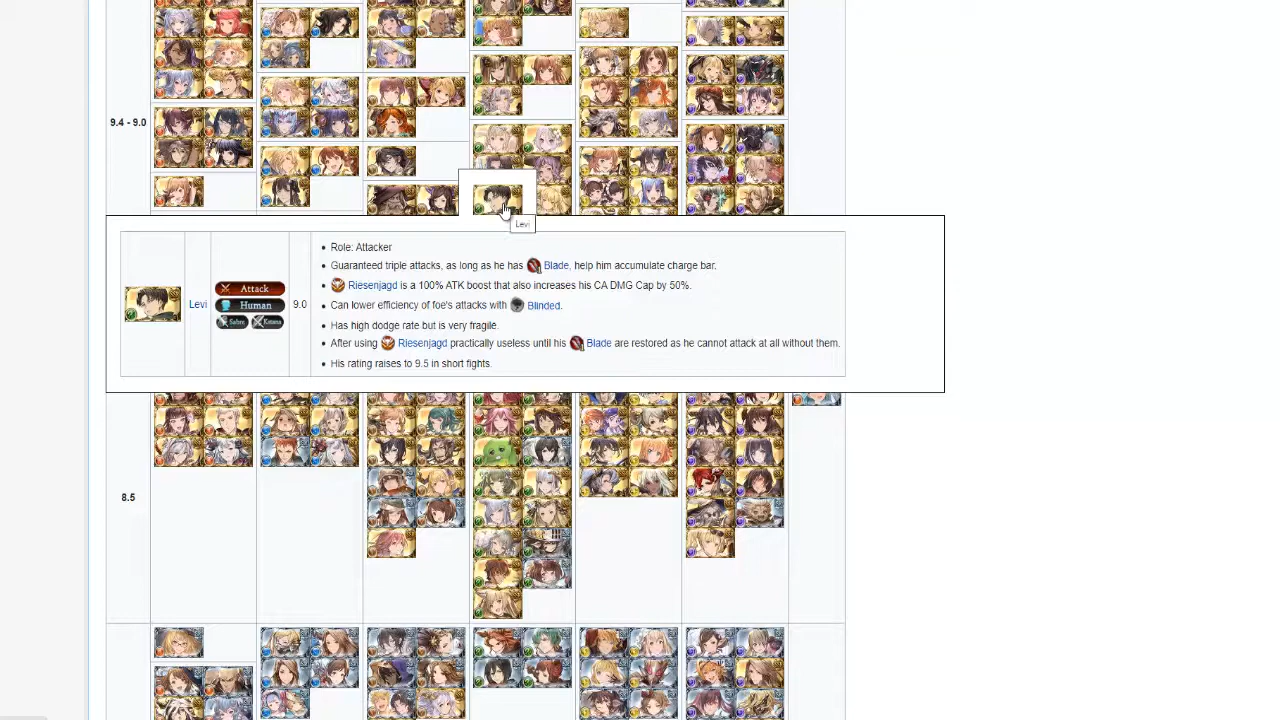 9.4 - 9.0
Levi
Levi
Attack
Human
Sabre
Katana
9.0
• Role: Attacker
• Guaranteed triple attacks, as long as he has Blade, help him accumulate charge bar.
• Riesenjagd is a 100% ATK boost that also increases his CA DMG Cap by 50%.
• Can lower efficiency of foe's attacks with Blinded.
• Has high dodge rate but is very fragile.
• After using Riesenjagd practically useless until his Blade are restored as he cannot attack at all without them.
• His rating raises to 9.5 in short fights.
8.5